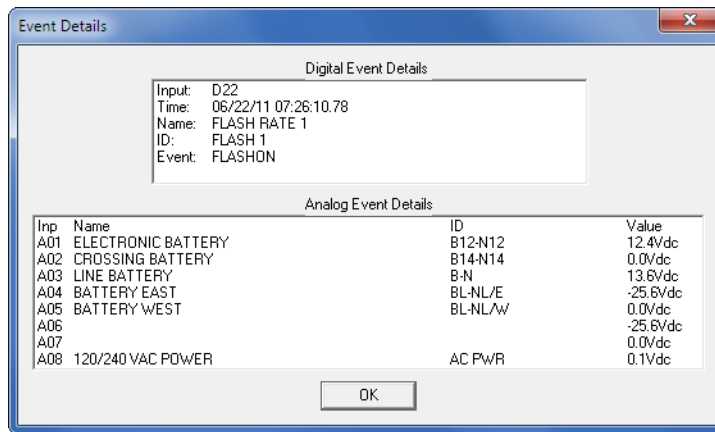 Event Details
Digital Event Details
Input: D22
Time: 06/22/11 07:26:10.78
Name: FLASH RATE 1
ID: FLASH 1
Event: FLASHON
Analog Event Details
Inp Name ID Value
A01 ELECTRONIC BATTERY B12-N12 12.4Vdc
A02 CROSSING BATTERY B14-N14 0.0Vdc
A03 LINE BATTERY B-N 13.6Vdc
A04 BATTERY EAST BL-NL/E -25.6Vdc
A05 BATTERY WEST BL-NL/W 0.0Vdc
A06 -25.6Vdc
A07 0.0Vdc
A08 120/240 VAC POWER AC PWR 0.1Vdc
OK